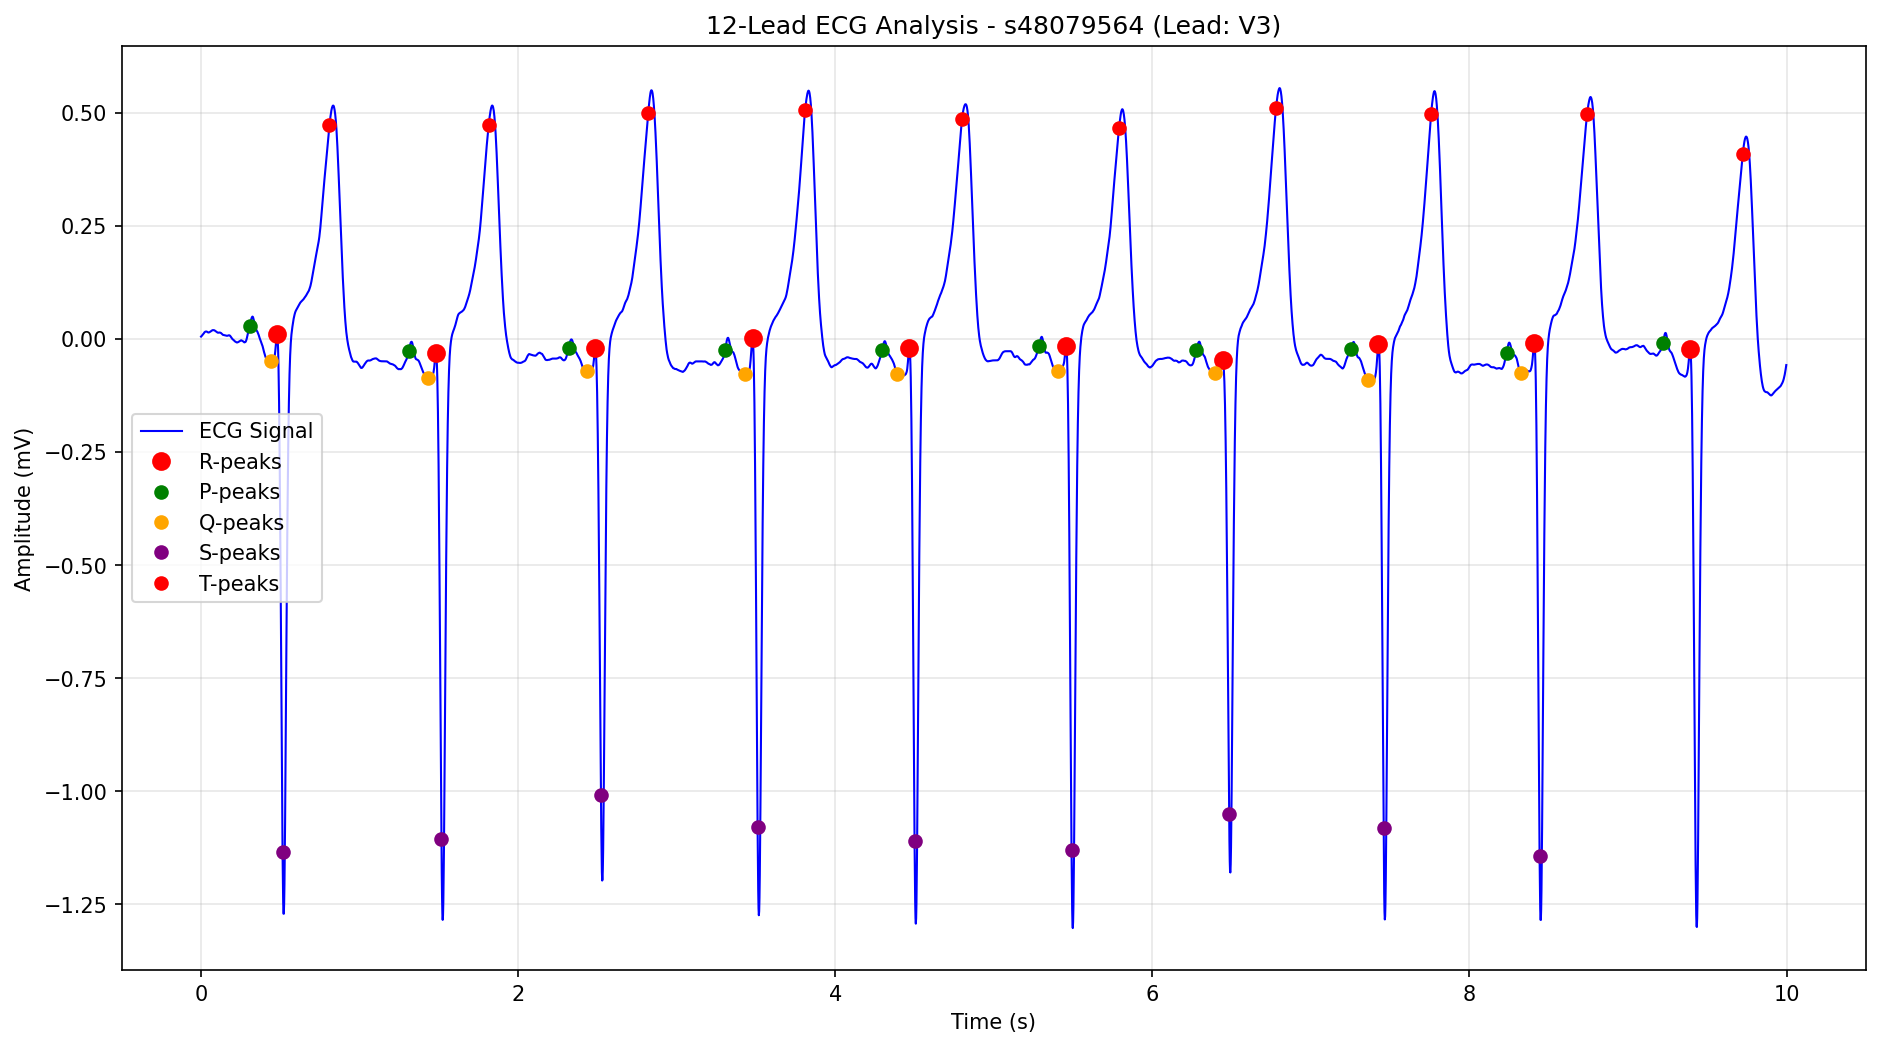 12-Lead ECG Analysis - s48079564 (Lead: V3)
0.50
0.25
0.00
−0.25
−0.50
−0.75
−1.00
−1.25
Amplitude (mV)
ECG Signal
R-peaks
P-peaks
Q-peaks
S-peaks
T-peaks
0 2 4 6 8 10
Time (s)